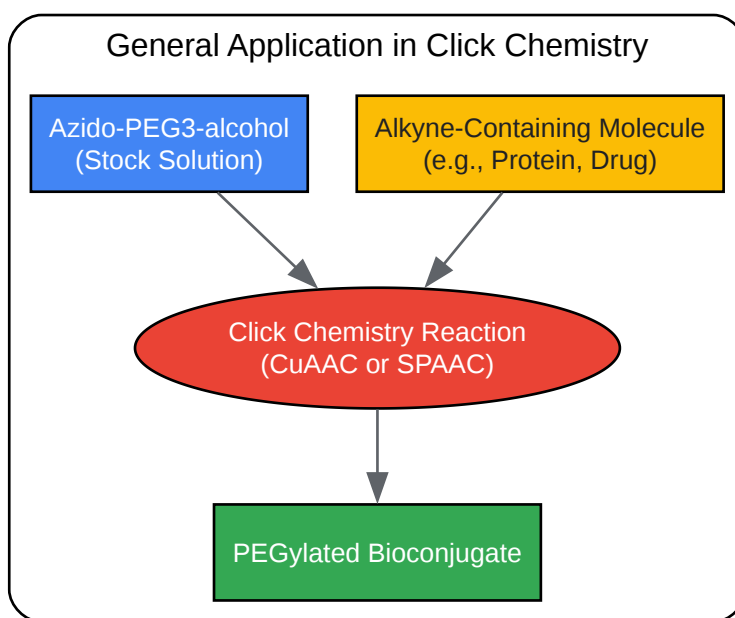 General Application in Click Chemistry
Azido-PEG3-alcohol
(Stock Solution)
Alkyne-Containing Molecule
(e.g., Protein, Drug)
Click Chemistry Reaction
(CuAAC or SPAAC)
PEGylated Bioconjugate